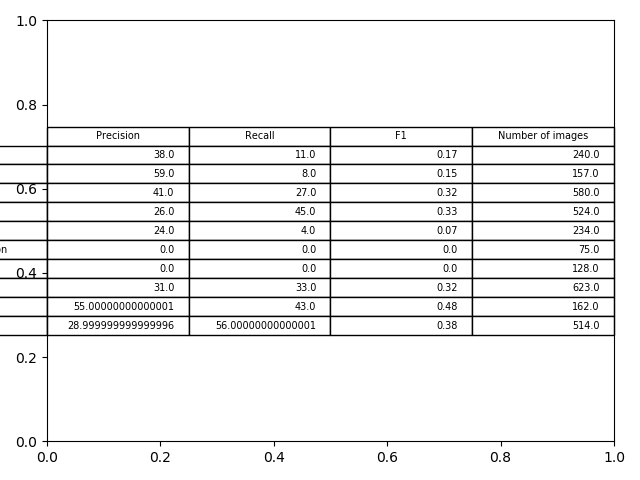 1.0
0.8
Precision Recall F1 Number of images
38.0 11.0 0.17 240.0
59.0 8.0 0.15 157.0
0.6 41.0 27.0 0.32 580.0
26.0 45.0 0.33 524.0
24.0 4.0 0.07 234.0
on 0.0 0.0 0.0 75.0
0.4 0.0 0.0 0.0 128.0
31.0 33.0 0.32 623.0
55.00000000000001 43.0 0.48 162.0
28.999999999999996 56.00000000000001 0.38 514.0
0.2
0.0
0.0 0.2 0.4 0.6 0.8 1.0